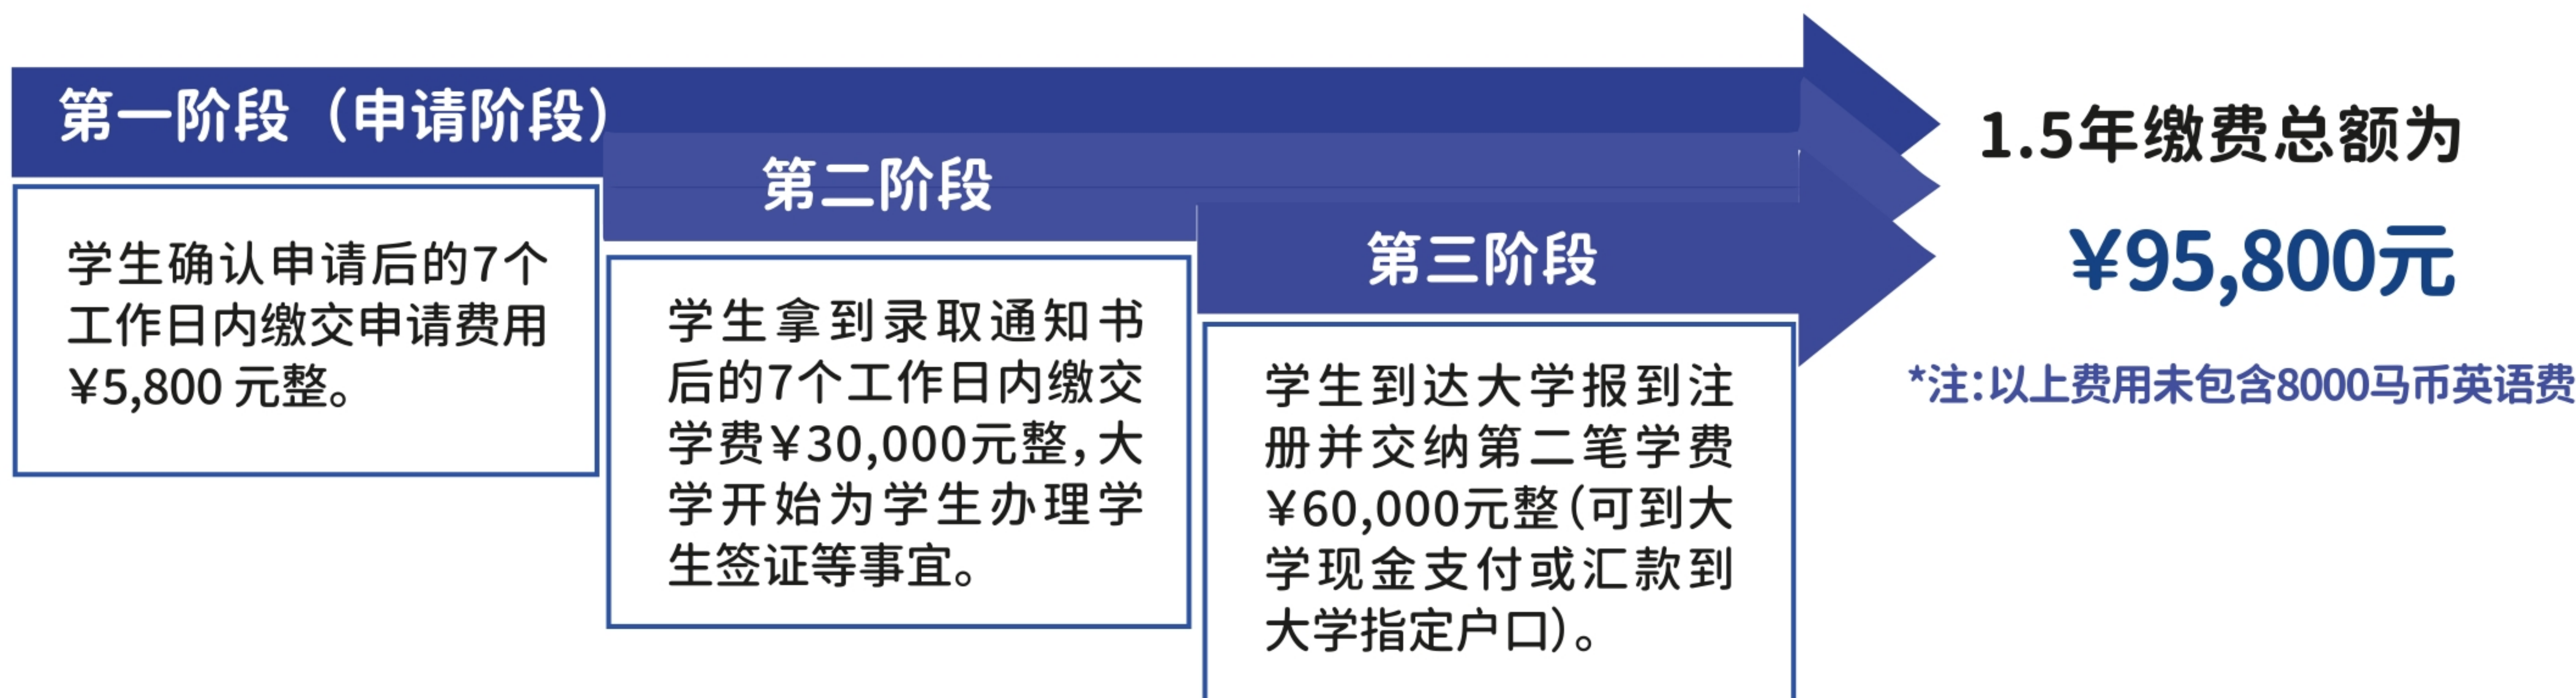 第一阶段（申请阶段）
学生确认申请后的7个
工作日内缴交申请费用
¥5,800 元整。
第二阶段
学生拿到录取通知书
后的7个工作日内缴交
学费¥30,000元整，大
学开始为学生办理学
生签证等事宜。
第三阶段
学生到达大学报到注
册并交纳第二笔学费
¥60,000元整（可到大
学现金支付或汇款到
大学指定户口）。
1.5年缴费总额为
¥95,800元
*注：以上费用未包含8000马币英语费